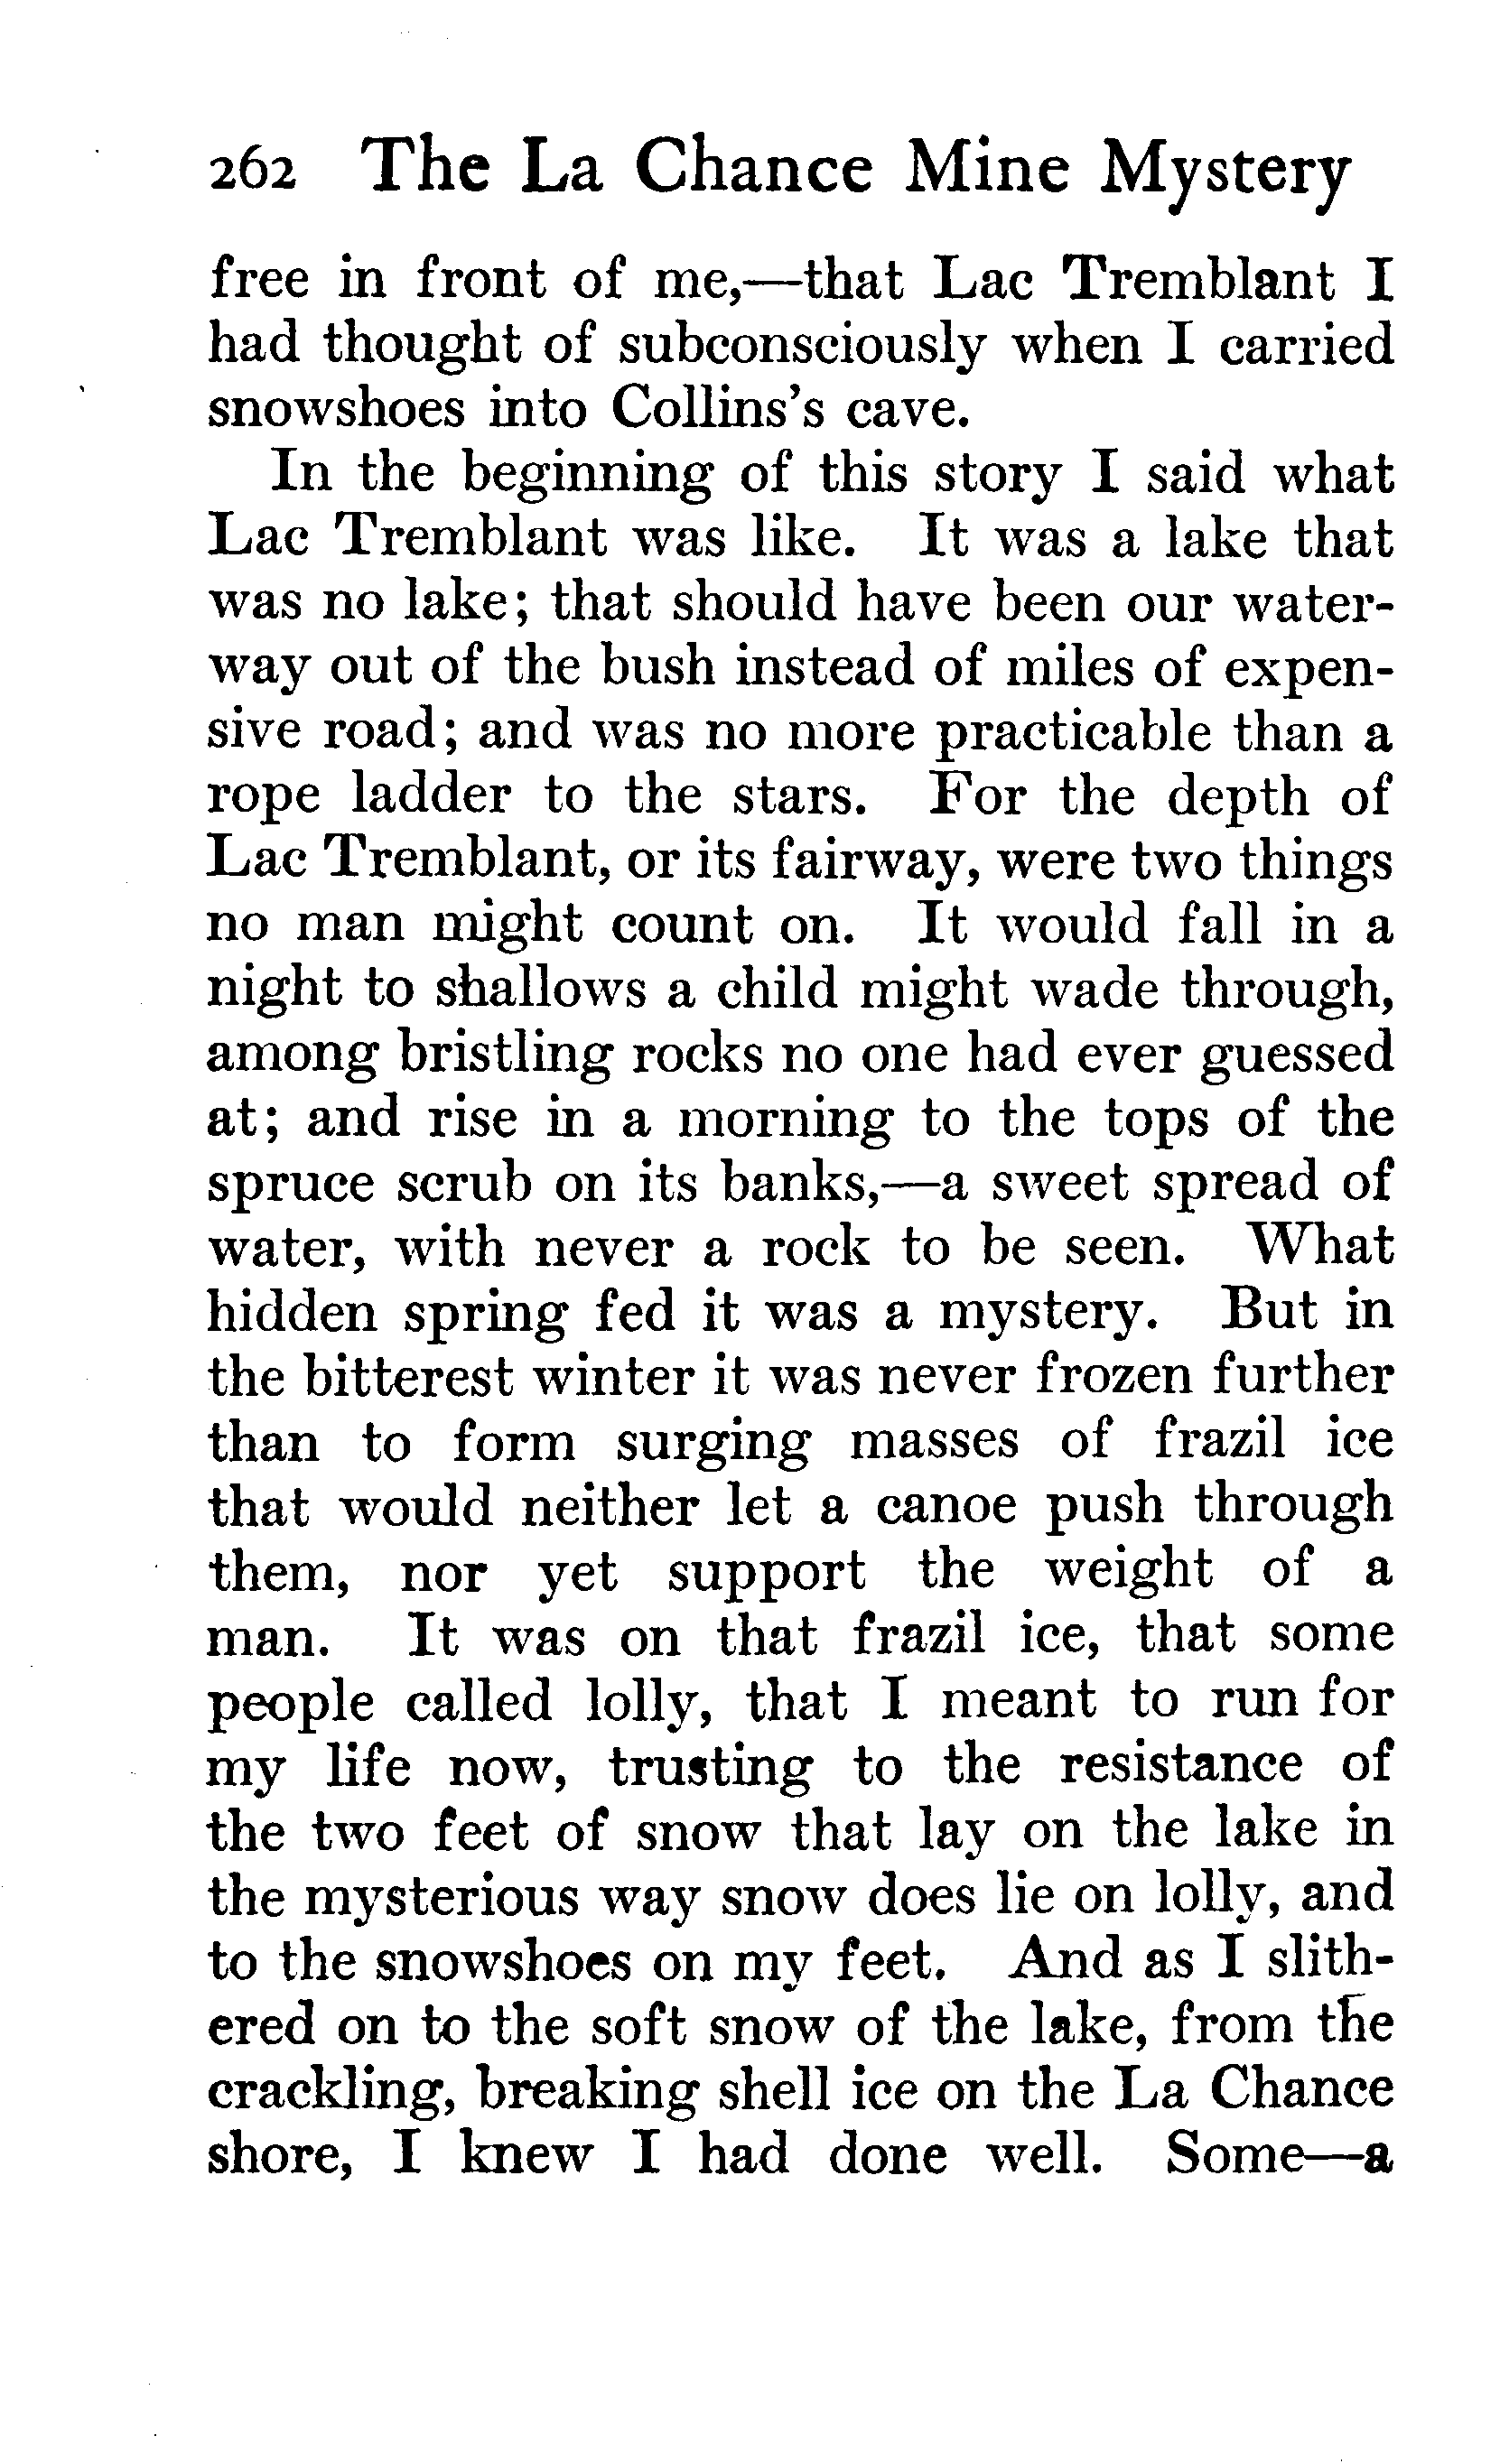 262 The La Chance Mine Mystery
free in front of me,—that Lac Tremblant I
had thought of subconsciously when I carried
snowshoes into Collins's cave.
In the beginning of this story I said what
Lac Tremblant was like. It was a lake that
was no lake; that should have been our water-
way out of the bush instead of miles of expen-
sive road; and was no more practicable than a
rope ladder to the stars. For the depth of
Lac Tremblant, or its fairway, were two things
no man might count on. It would fall in a
night to shallows a child might wade through,
among bristling rocks no one had ever guessed
at; and rise in a morning to the tops of the
spruce scrub on its banks,—a sweet spread of
water, with never a rock to be seen. What
hidden spring fed it was a mystery. But in
the bitterest winter it was never frozen further
than to form surging masses of frazil ice
that would neither let a canoe push through
them, nor yet support the weight of a
man. It was on that frazil ice, that some
people called lolly, that I meant to run for
my life now, trusting to the resistance of
the two feet of snow that lay on the lake in
the mysterious way snow does lie on lolly, and
to the snowshoes on my feet. And as I slith-
ered on to the soft snow of the lake, from the
crackling, breaking shell ice on the La Chance
shore, I knew I had done well. Some—a